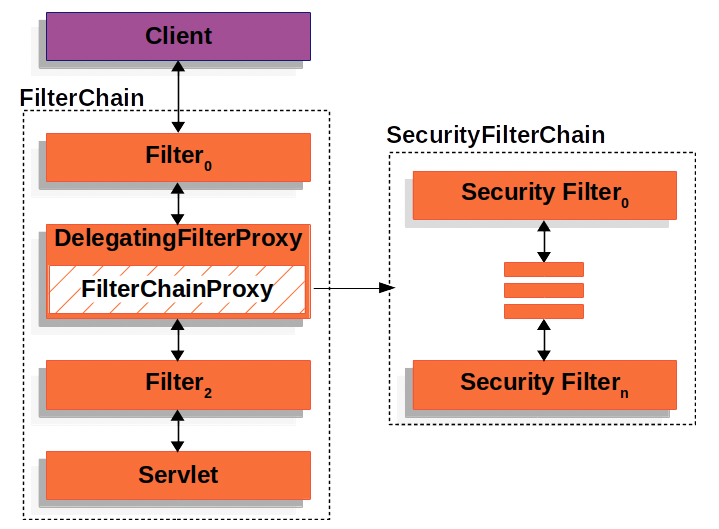 Client
FilterChain
Filter0
DelegatingFilterProxy
FilterChainProxy
Filter2
Servlet
SecurityFilterChain
Security Filter0
Security Filtern